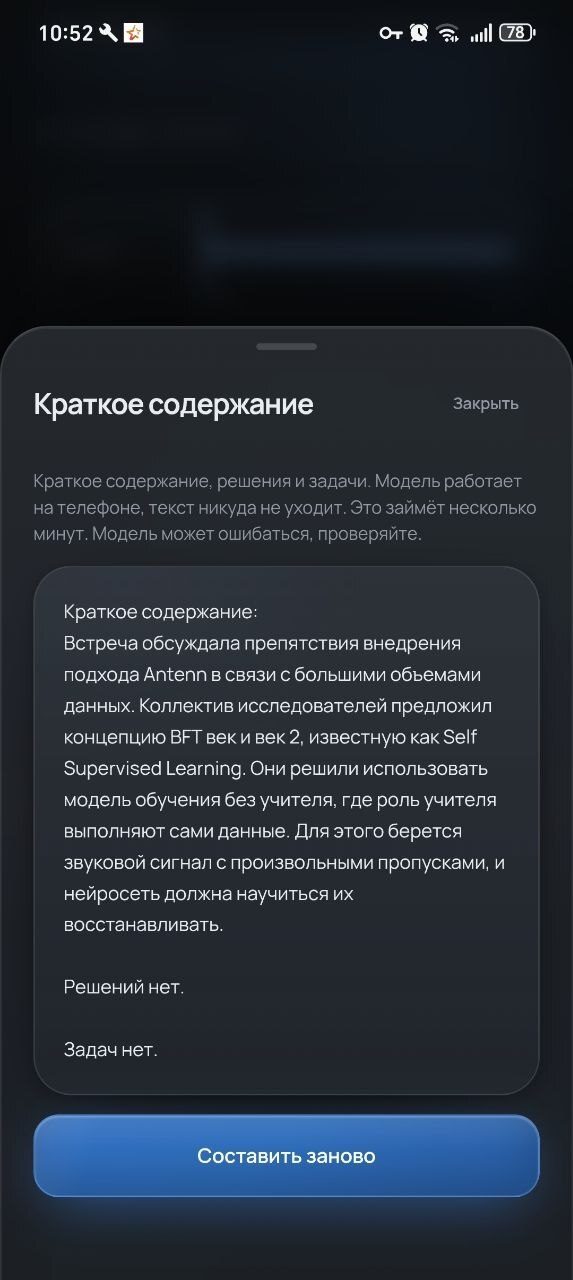 10:52
78
Краткое содержание
Закрыть
Краткое содержание, решения и задачи. Модель работает
на телефоне, текст никуда не уходит. Это займёт несколько
минут. Модель может ошибаться, проверяйте.
Краткое содержание:
Встреча обсуждала препятствия внедрения
подхода Antenn в связи с большими объемами
данных. Коллектив исследователей предложил
концепцию BFT век и век 2, известную как Self
Supervised Learning. Они решили использовать
модель обучения без учителя, где роль учителя
выполняют сами данные. Для этого берется
звуковой сигнал с произвольными пропусками, и
нейросеть должна научиться их
восстанавливать.
Решений нет.
Задач нет.
Составить заново